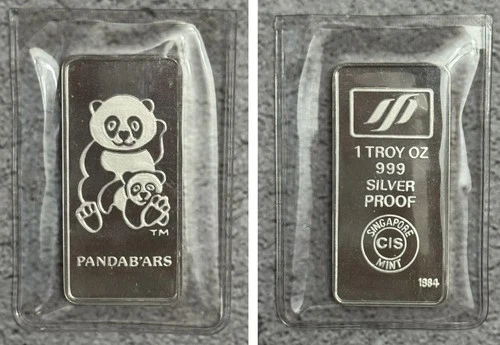 TM
PANDAB'ARS
1 TROY OZ
999
SILVER
PROOF
SINGAPORE
CIS
MINT
1984